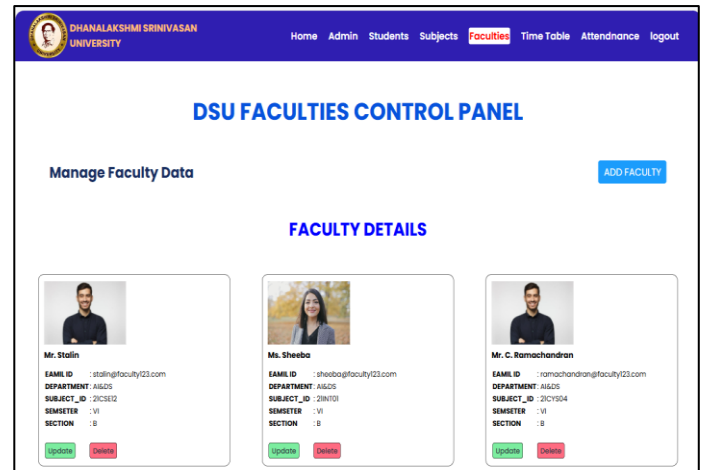 DHANALAKSHMI SRINIVASAN
UNIVERSITY
Home Admin Students Subjects Faculties Time Table Attendnance logout
DSU FACULTIES CONTROL PANEL
Manage Faculty Data
ADD FACULTY
FACULTY DETAILS
Mr. Stalin
EAMIL ID : stalin@faculty123.com
DEPARTMENT : AI&DS
SUBJECT_ID : 21CSE12
SEMSETER : VI
SECTION : B
Update Delete
Ms. Sheeba
EAMIL ID : sheeba@faculty123.com
DEPARTMENT : AI&DS
SUBJECT_ID : 21INT01
SEMSETER : VI
SECTION : B
Update Delete
Mr. C. Ramachandran
EAMIL ID : ramachandran@faculty123.com
DEPARTMENT : AI&DS
SUBJECT_ID : 21CYS04
SEMSETER : VI
SECTION : B
Update Delete